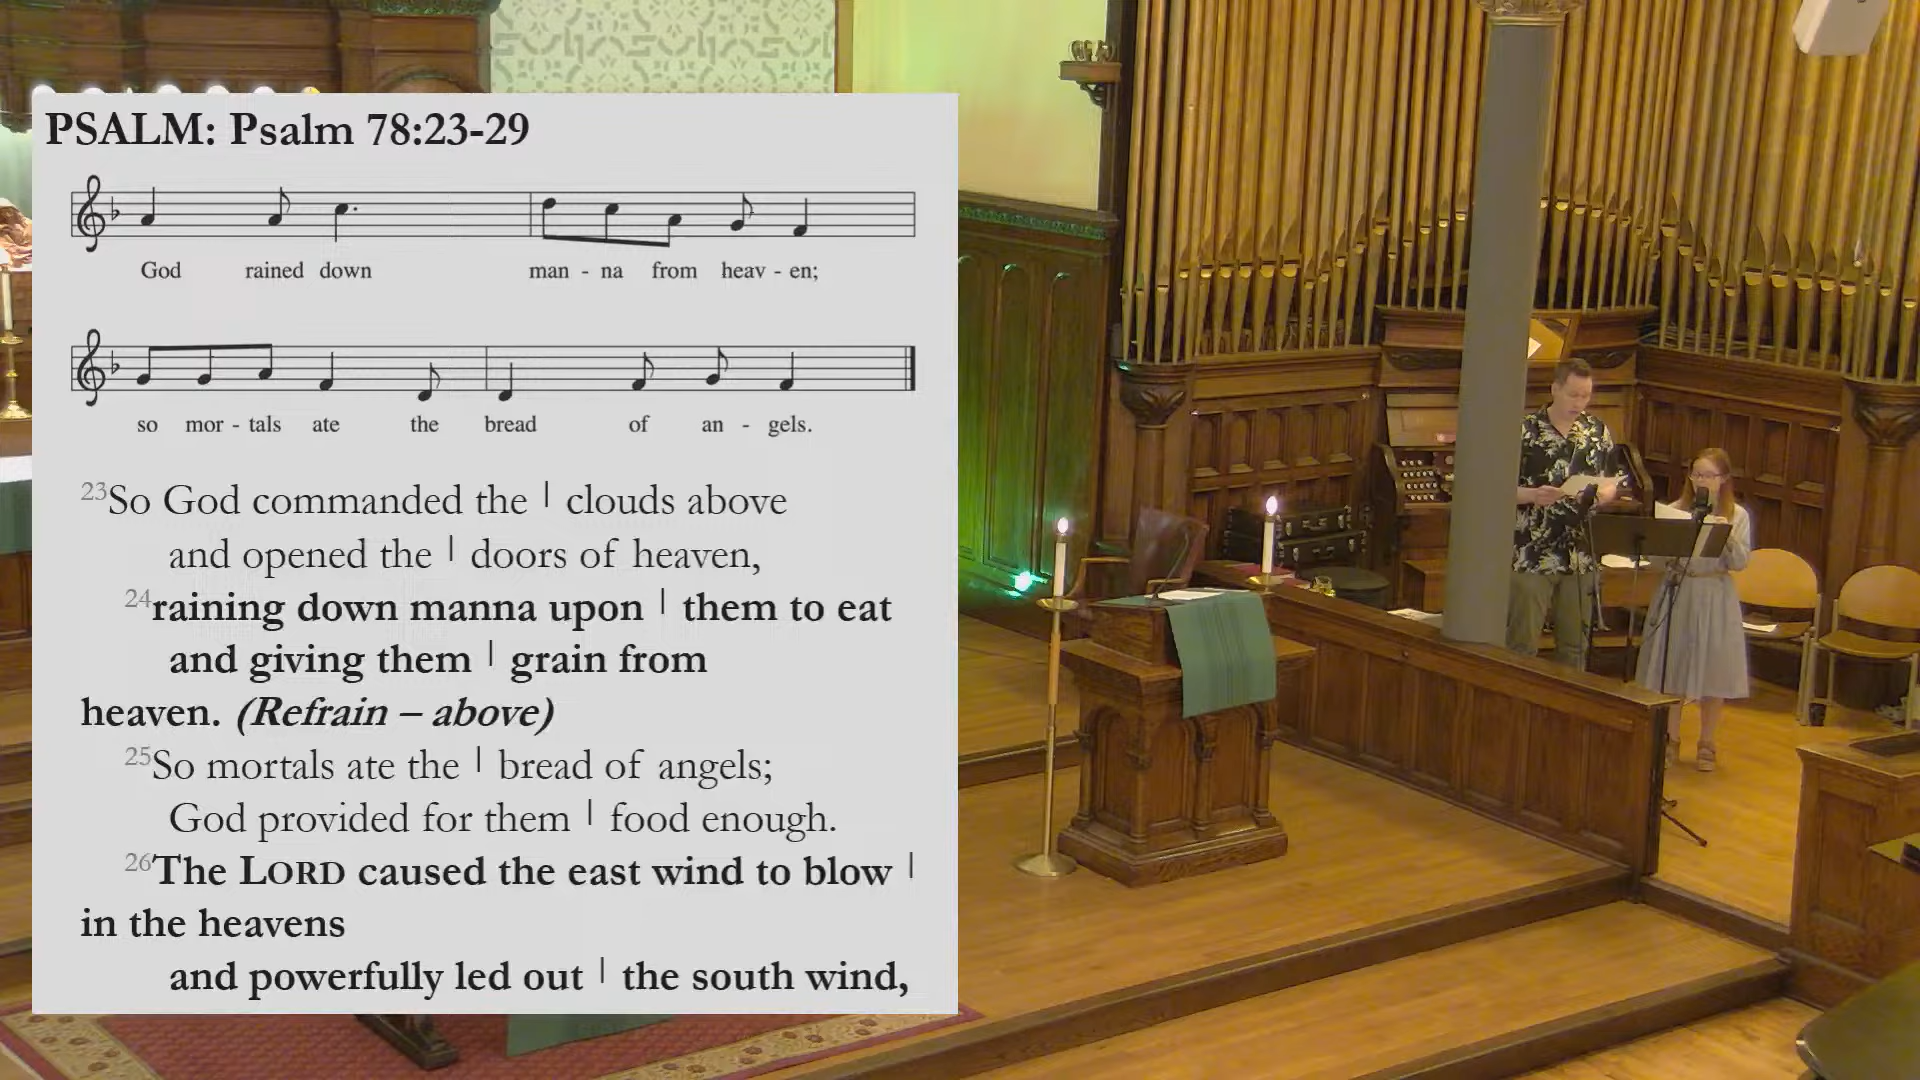 PSALM: Psalm 78:23-29
God rained down man - na from heav - en;
so mor - tals ate the bread of an - gels.
23So God commanded the | clouds above
and opened the | doors of heaven,
24raining down manna upon | them to eat
and giving them | grain from
heaven. (Refrain – above)
25So mortals ate the | bread of angels;
God provided for them | food enough.
26The LORD caused the east wind to blow |
in the heavens
and powerfully led out | the south wind,